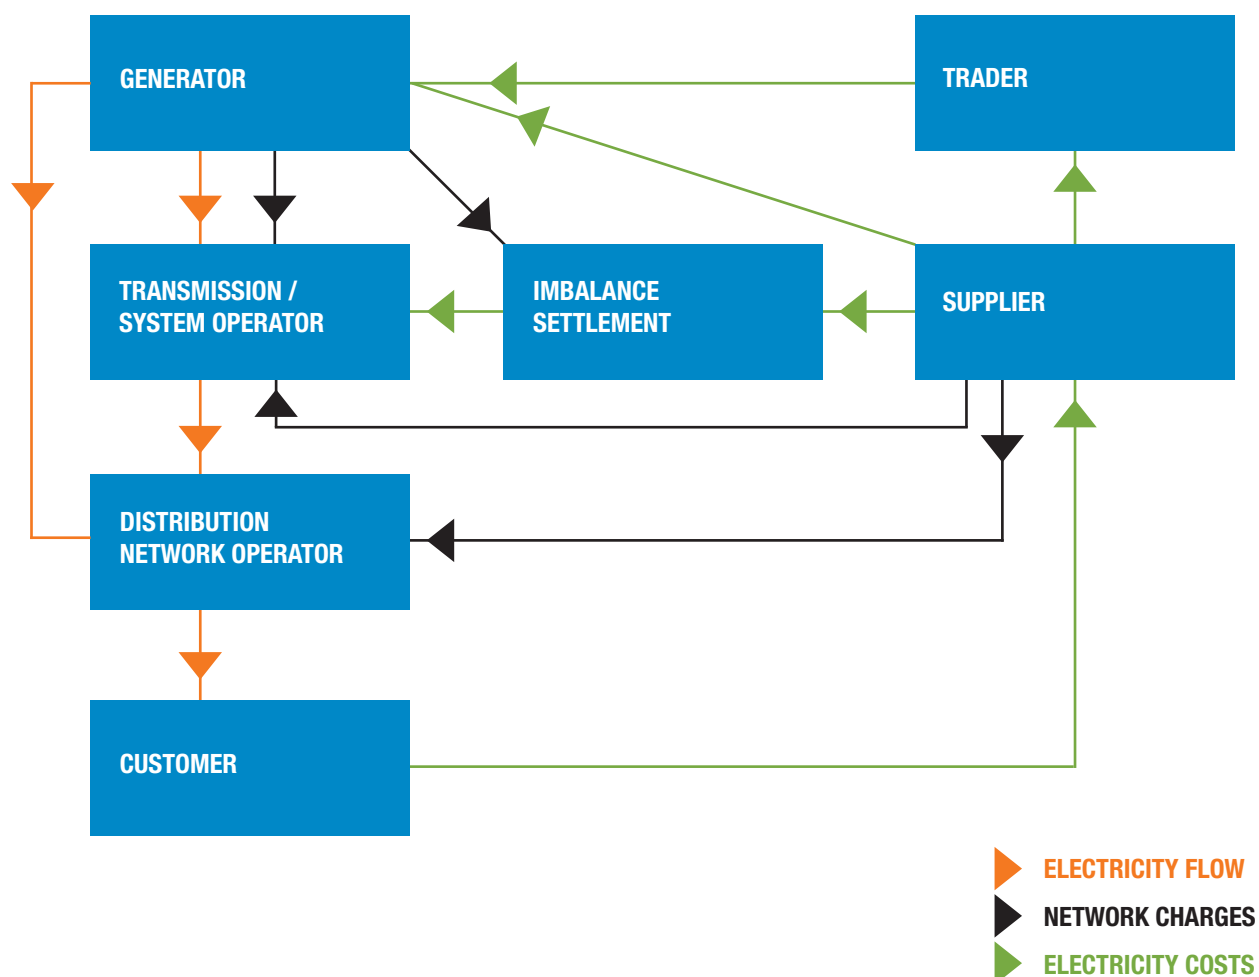 GENERATOR
TRADER
TRANSMISSION /
SYSTEM OPERATOR
IMBALANCE
SETTLEMENT
SUPPLIER
DISTRIBUTION
NETWORK OPERATOR
CUSTOMER
ELECTRICITY FLOW
NETWORK CHARGES
ELECTRICITY COSTS